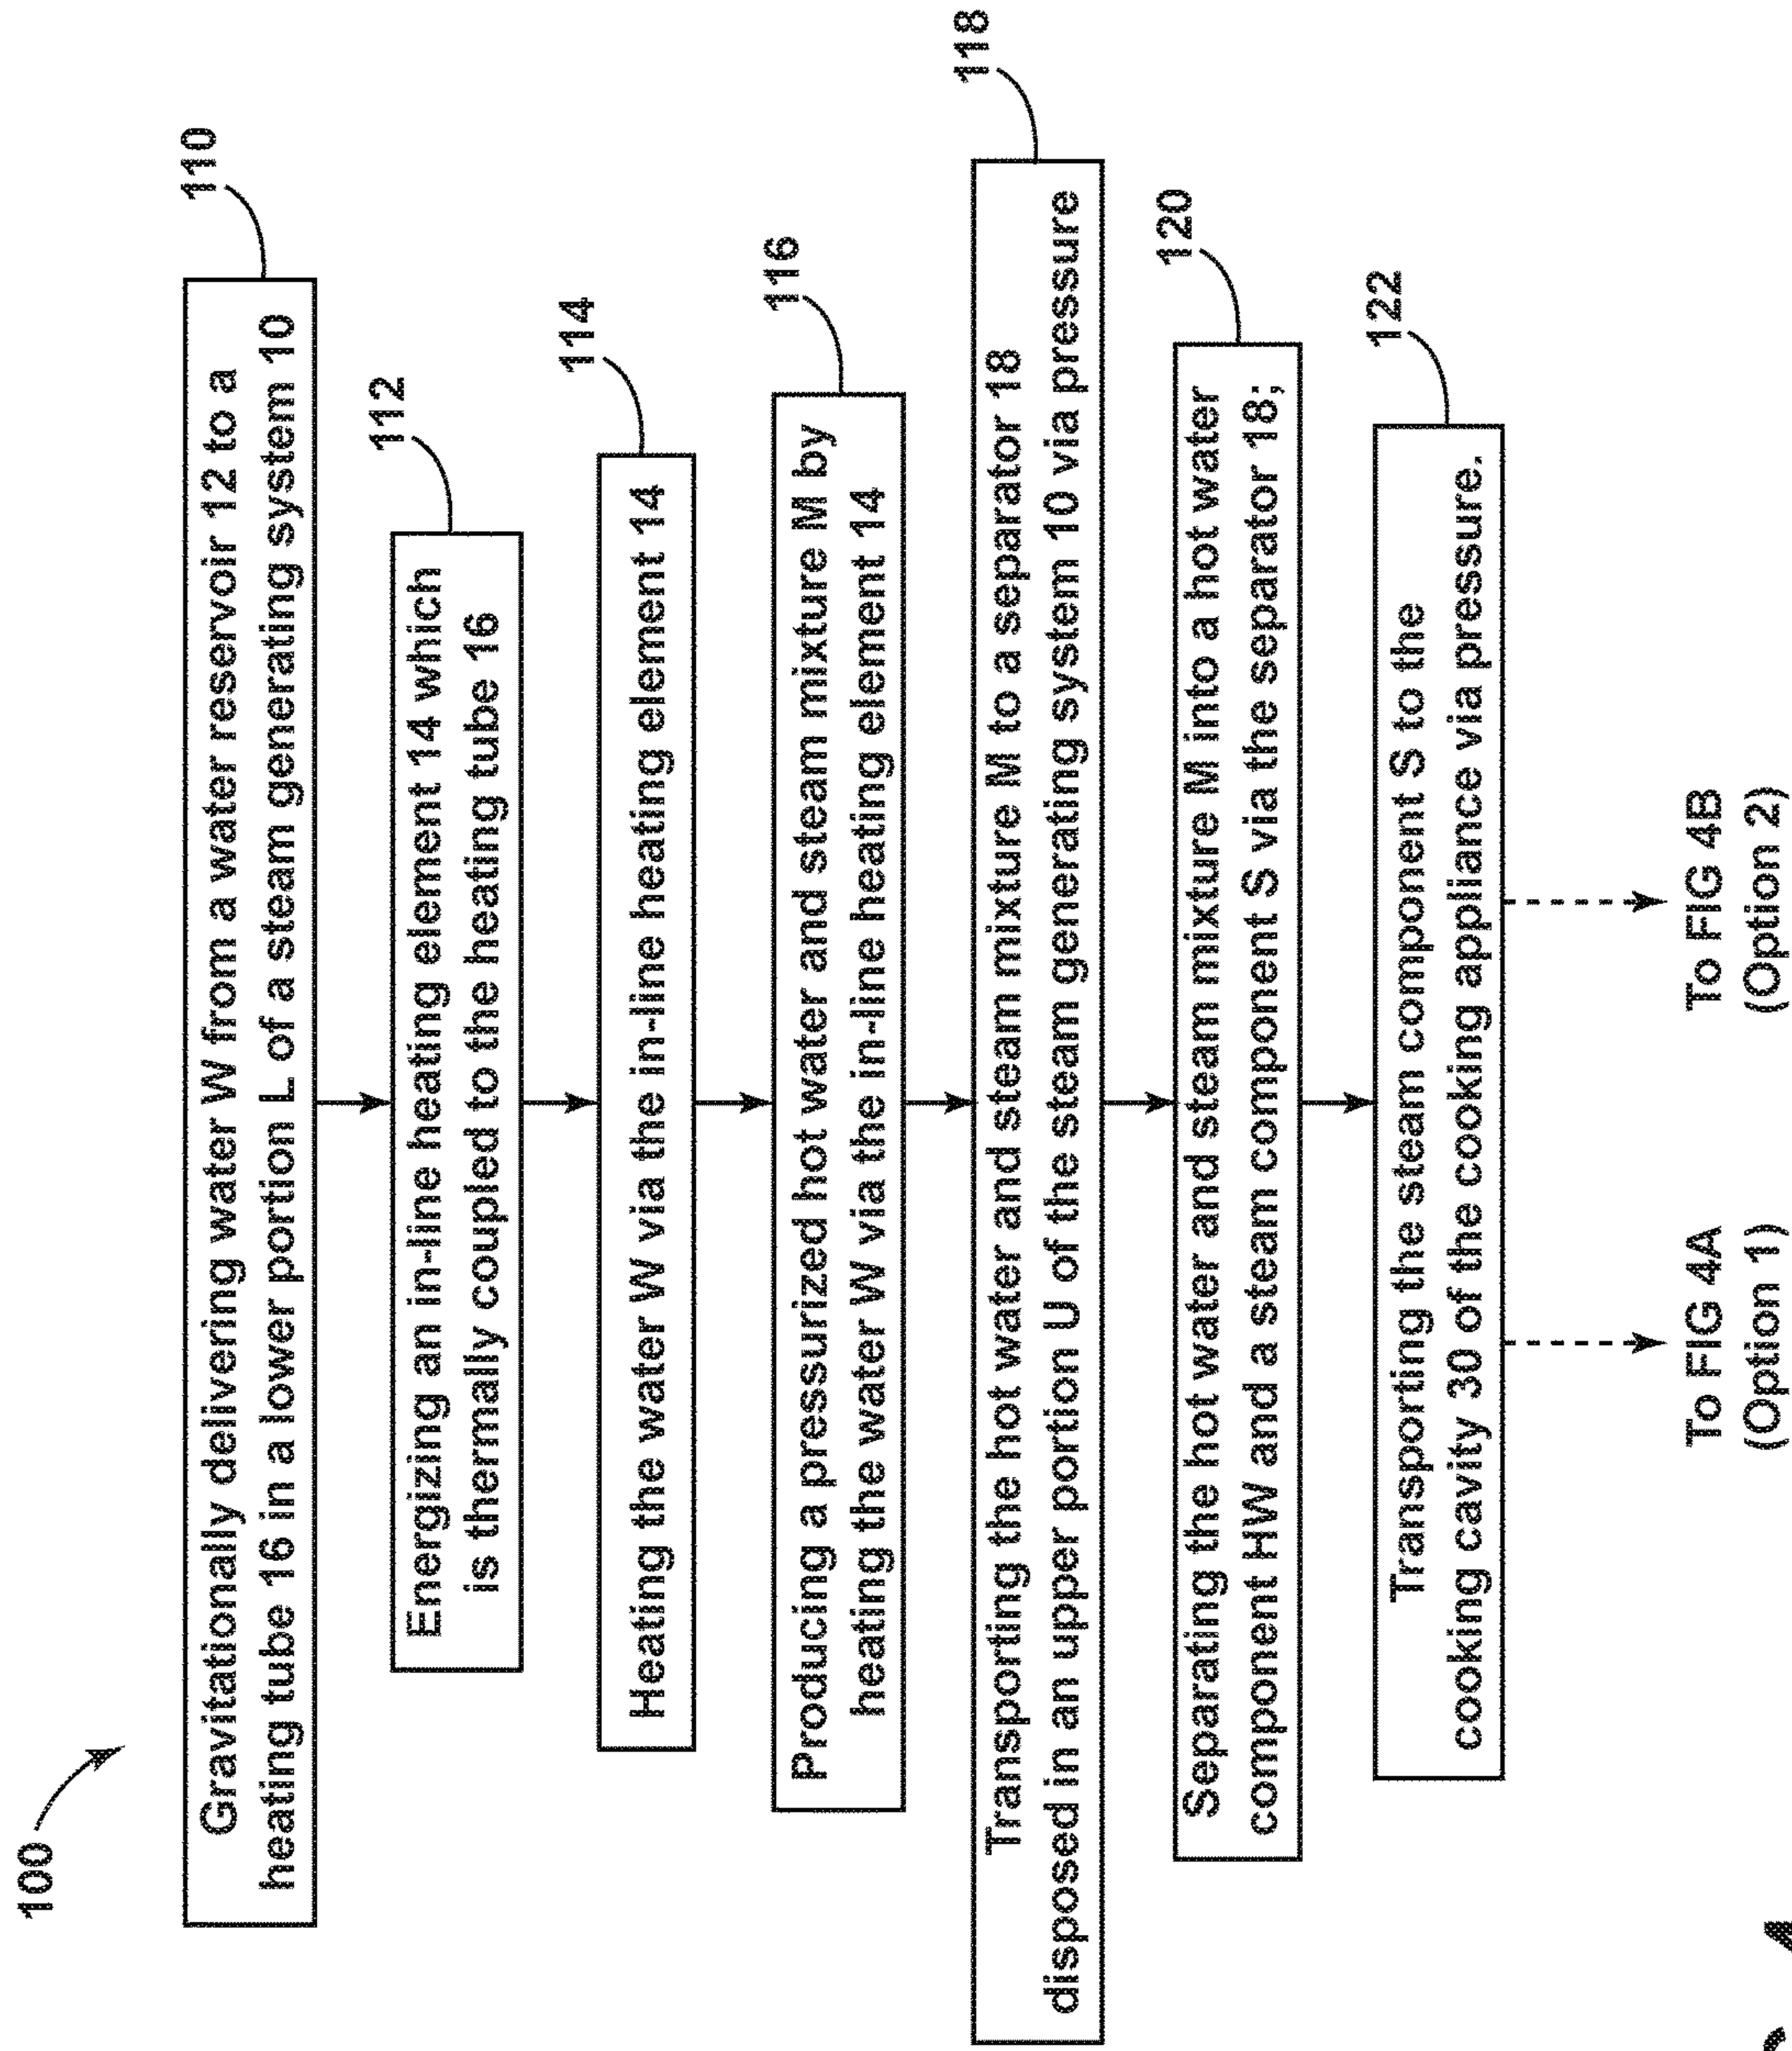 100
Gravitationally delivering water W from a water reservoir 12 to a
heating tube 16 in a lower portion L of a steam generating system 10
110
Energizing an in-line heating element 14 which
is thermally coupled to the heating tube 16
112
Heating the water W via the in-line heating element 14
114
Producing a pressurized hot water and steam mixture M by
heating the water W via the in-line heating element 14
116
Transporting the hot water and steam mixture M to a separator 18
disposed in an upper portion U of the steam generating system 10 via pressure
118
Separating the hot water and steam mixture M into a hot water
component HW and a steam component S via the separator 18;
120
Transporting the steam component S to the
cooking cavity 30 of the cooking appliance via pressure.
122
To FIG 4A
(Option 1)
To FIG 4B
(Option 2)